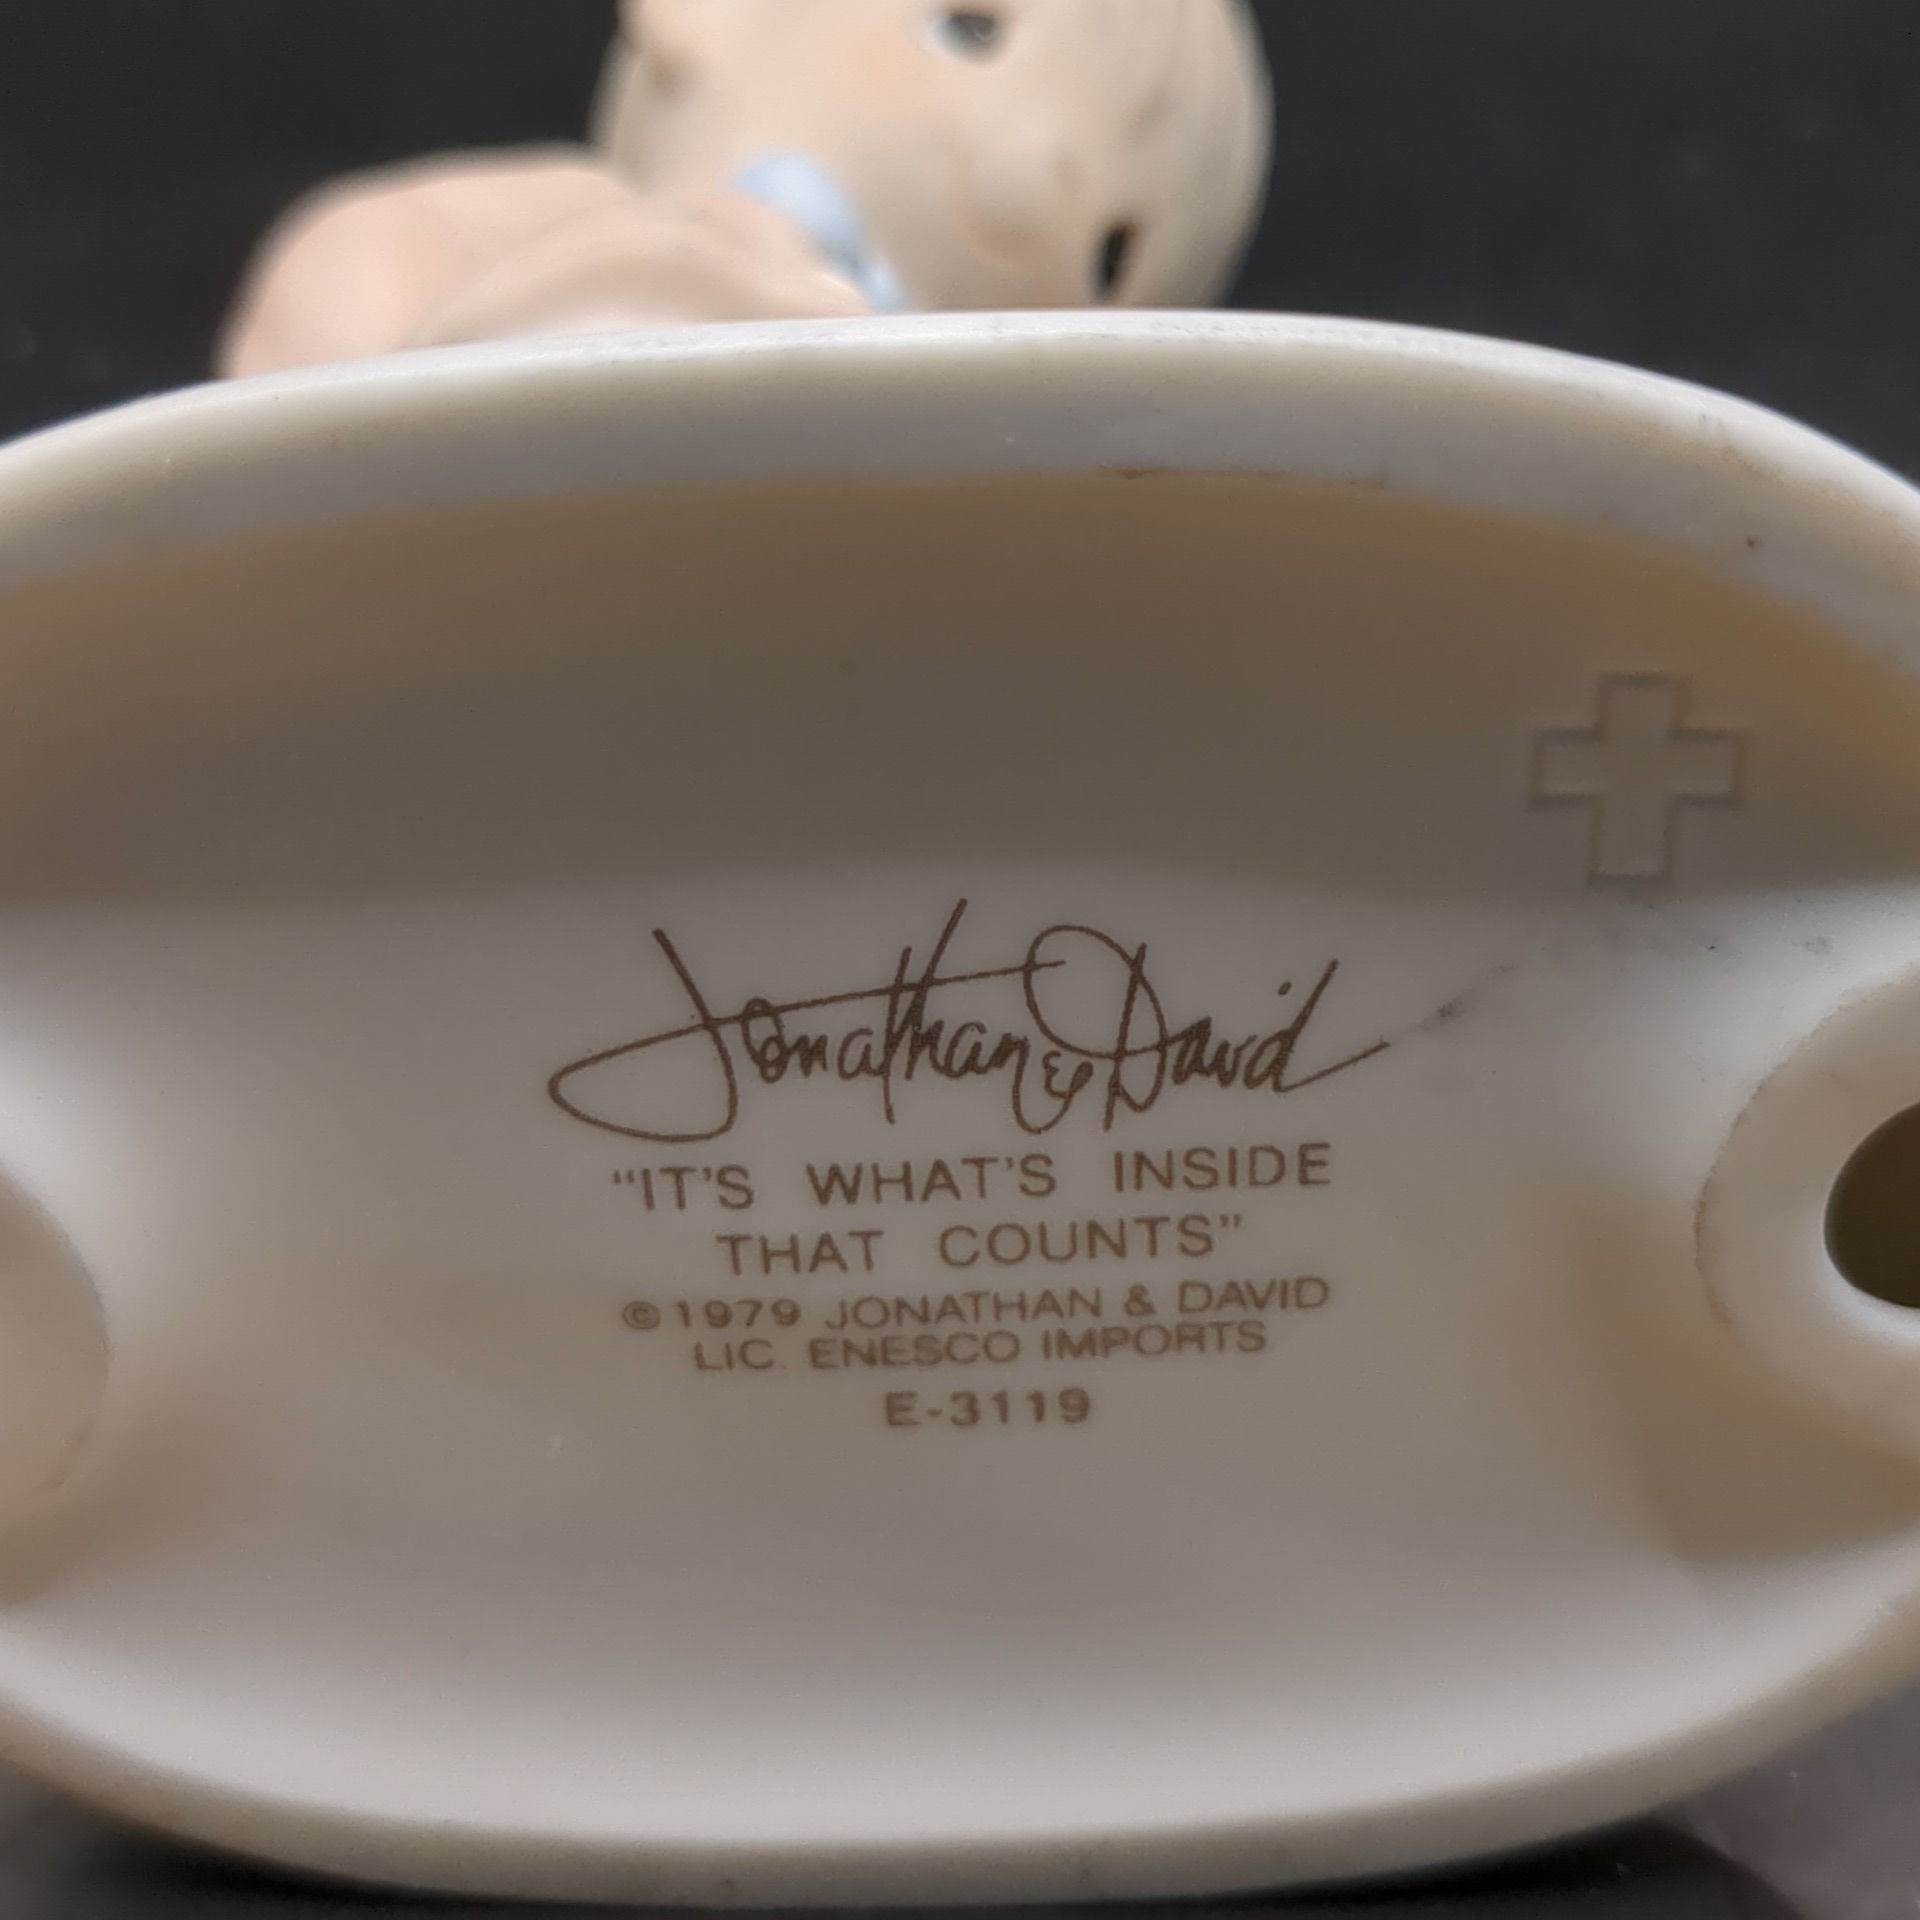 Jonathan & David
“IT’S WHAT’S INSIDE
THAT COUNTS”
© 1979 JONATHAN & DAVID
LIC. ENESCO IMPORTS
E-3119